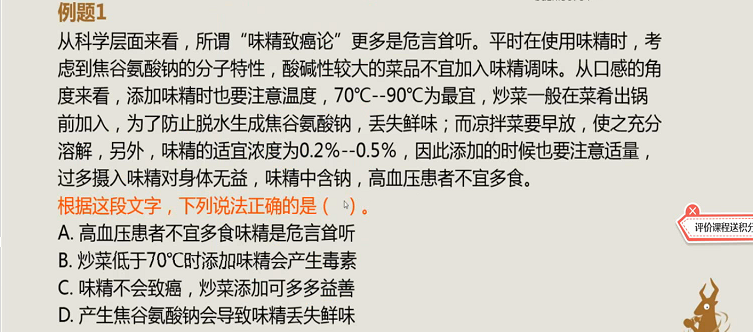 例题1
从科学层面来看，所谓“味精致癌论”更多是危言耸听。平时在使用味精时，考
虑到焦谷氨酸钠的分子特性，酸碱性较大的菜品不宜加入味精调味。从口感的角
度来看，添加味精时也要注意温度，70℃--90℃为最宜，炒菜一般在菜肴出锅
前加入，为了防止脱水生成焦谷氨酸钠，丢失鲜味；而凉拌菜要早放，使之充分
溶解，另外，味精的适宜浓度为0.2%--0.5%，因此添加的时候也要注意适量，
过多摄入味精对身体无益，味精中含钠，高血压患者不宜多食。
根据这段文字，下列说法正确的是（ ）。
A. 高血压患者不宜多食味精是危言耸听
B. 炒菜低于70℃时添加味精会产生毒素
C. 味精不会致癌，炒菜添加可多多益善
D. 产生焦谷氨酸钠会导致味精丢失鲜味
评价课程送积分